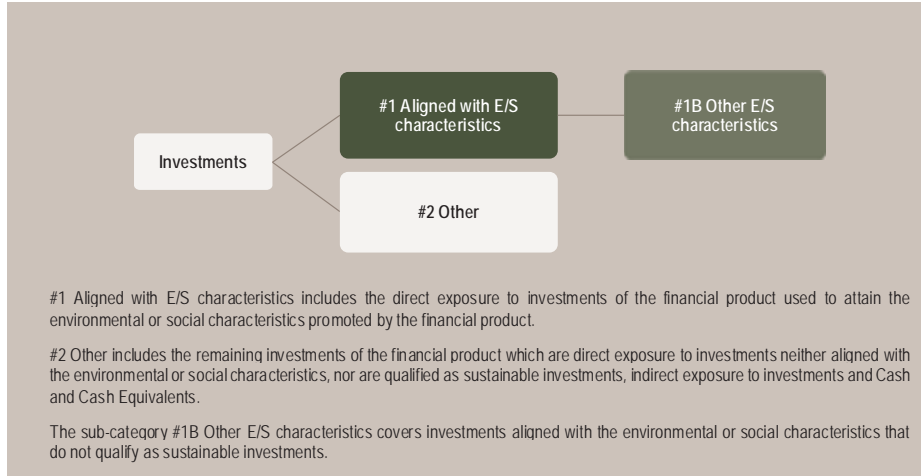 #1 Aligned with E/S
characteristics
#1B Other E/S
characteristics
Investments
#2 Other
#1 Aligned with E/S characteristics includes the direct exposure to investments of the financial product used to attain the
environmental or social characteristics promoted by the financial product.
#2 Other includes the remaining investments of the financial product which are direct exposure to investments neither aligned with
the environmental or social characteristics, nor are qualified as sustainable investments, indirect exposure to investments and Cash
and Cash Equivalents.
The sub-category #1B Other E/S characteristics covers investments aligned with the environmental or social characteristics that
do not qualify as sustainable investments.